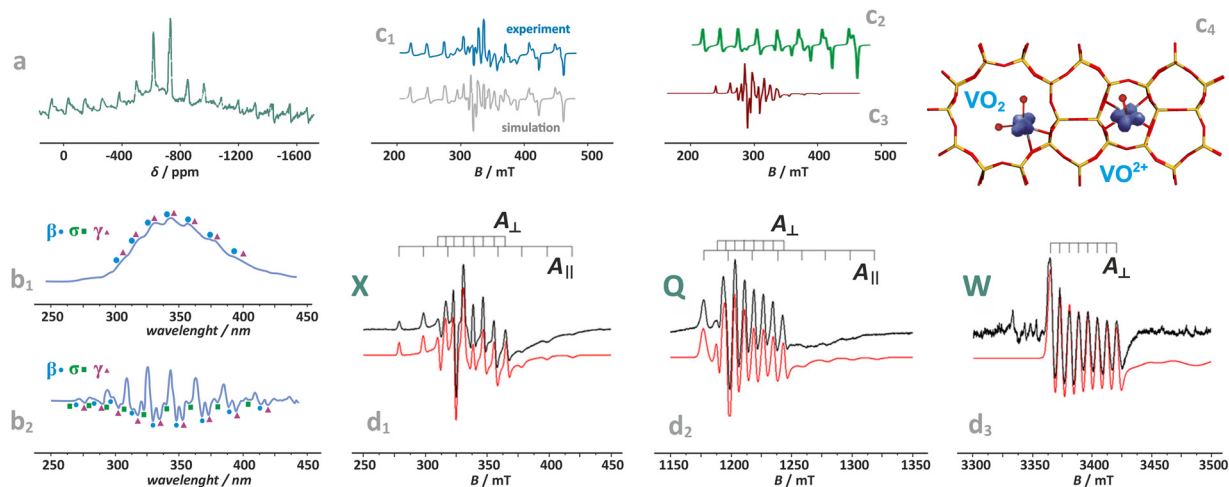 a
0 -400 -800 -1200 -1600
δ / ppm
c₁
experiment
simulation
200 300 400 500
B / mT
c₂
c₃
200 300 400 500
B / mT
c₄
VO₂
VO²⁺
β σ γ
b₁
250 300 350 400 450
wavelenght / nm
β σ γ
b₂
250 300 350 400 450
wavelenght / nm
X
A⊥
A||
d₁
250 300 350 400 450
B / mT
Q
A⊥
A||
d₂
1150 1200 1250 1300 1350
B / mT
W
A⊥
d₃
3300 3400 3450 3500
B / mT